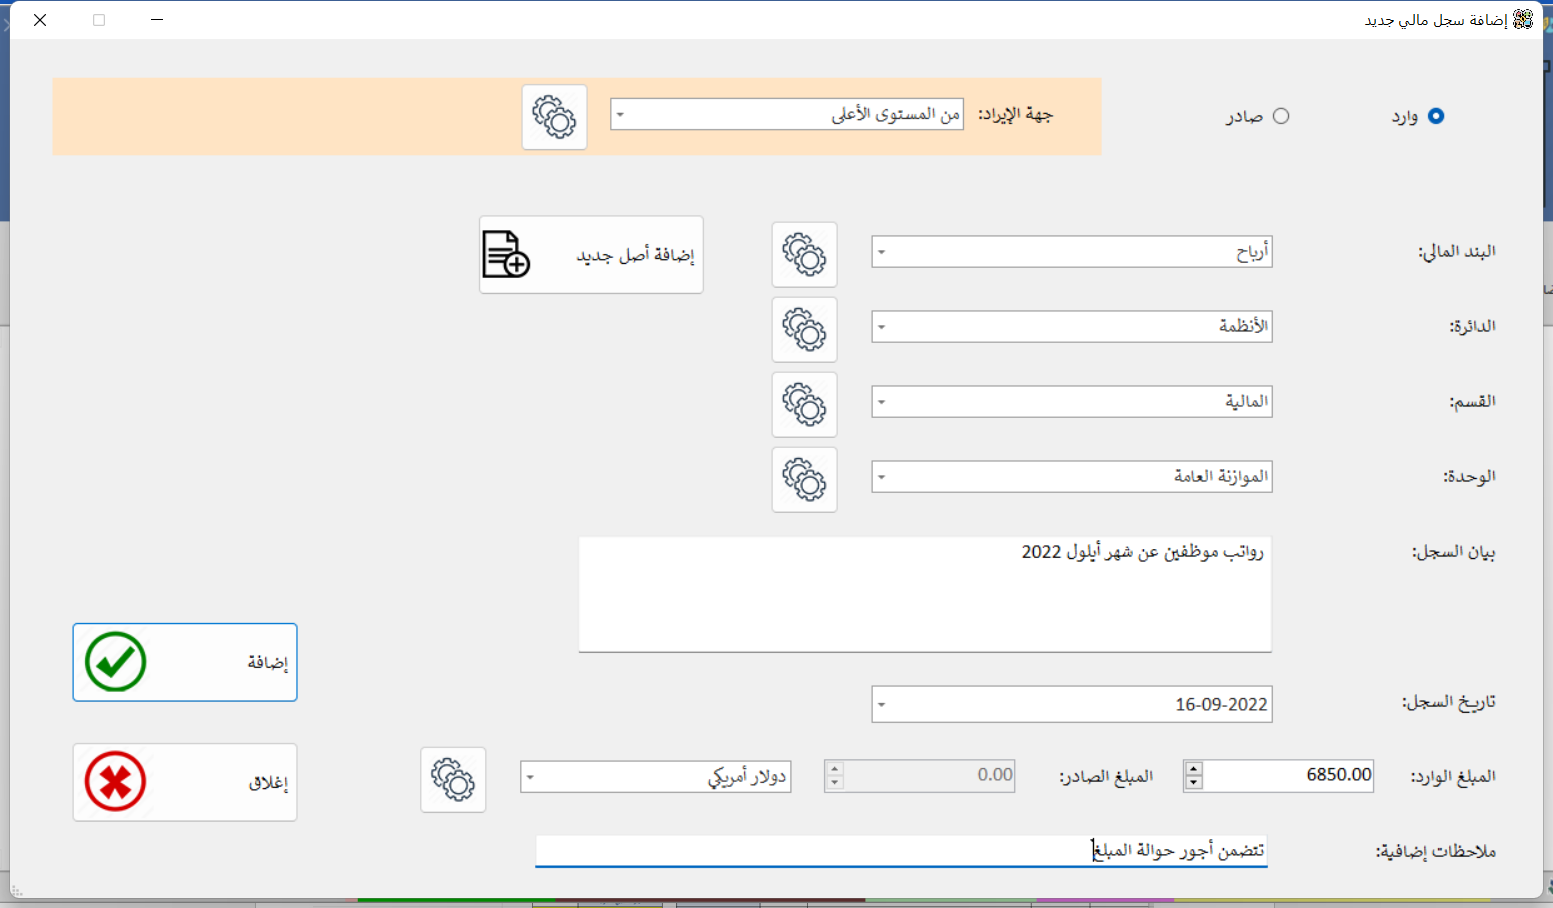 إضافة سجل مالي جديد
وارد
صادر
جهة الإيراد:
من المستوى الأعلى
البند المالي:
أرباح
إضافة أصل جديد
الدائرة:
الأنظمة
القسم:
المالية
الوحدة:
الموازنة العامة
بيان السجل:
رواتب موظفين عن شهر أيلول 2022
إضافة
تاريخ السجل:
16-09-2022
المبلغ الوارد:
6850.00
المبلغ الصادر:
0.00
دولار أمريكي
إغلاق
ملاحظات إضافية:
تتضمن أجور حوالة المبلغ